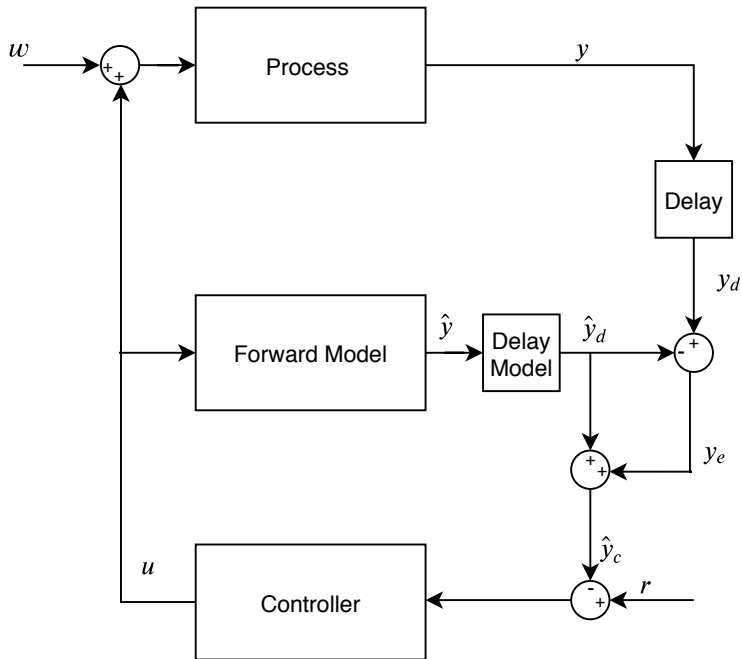 w
+
+
Process
y
Delay
y_d
Forward Model
ŷ
Delay
Model
ŷ_d
-
+
+
+
y_e
ŷ_c
u
Controller
-
+
r